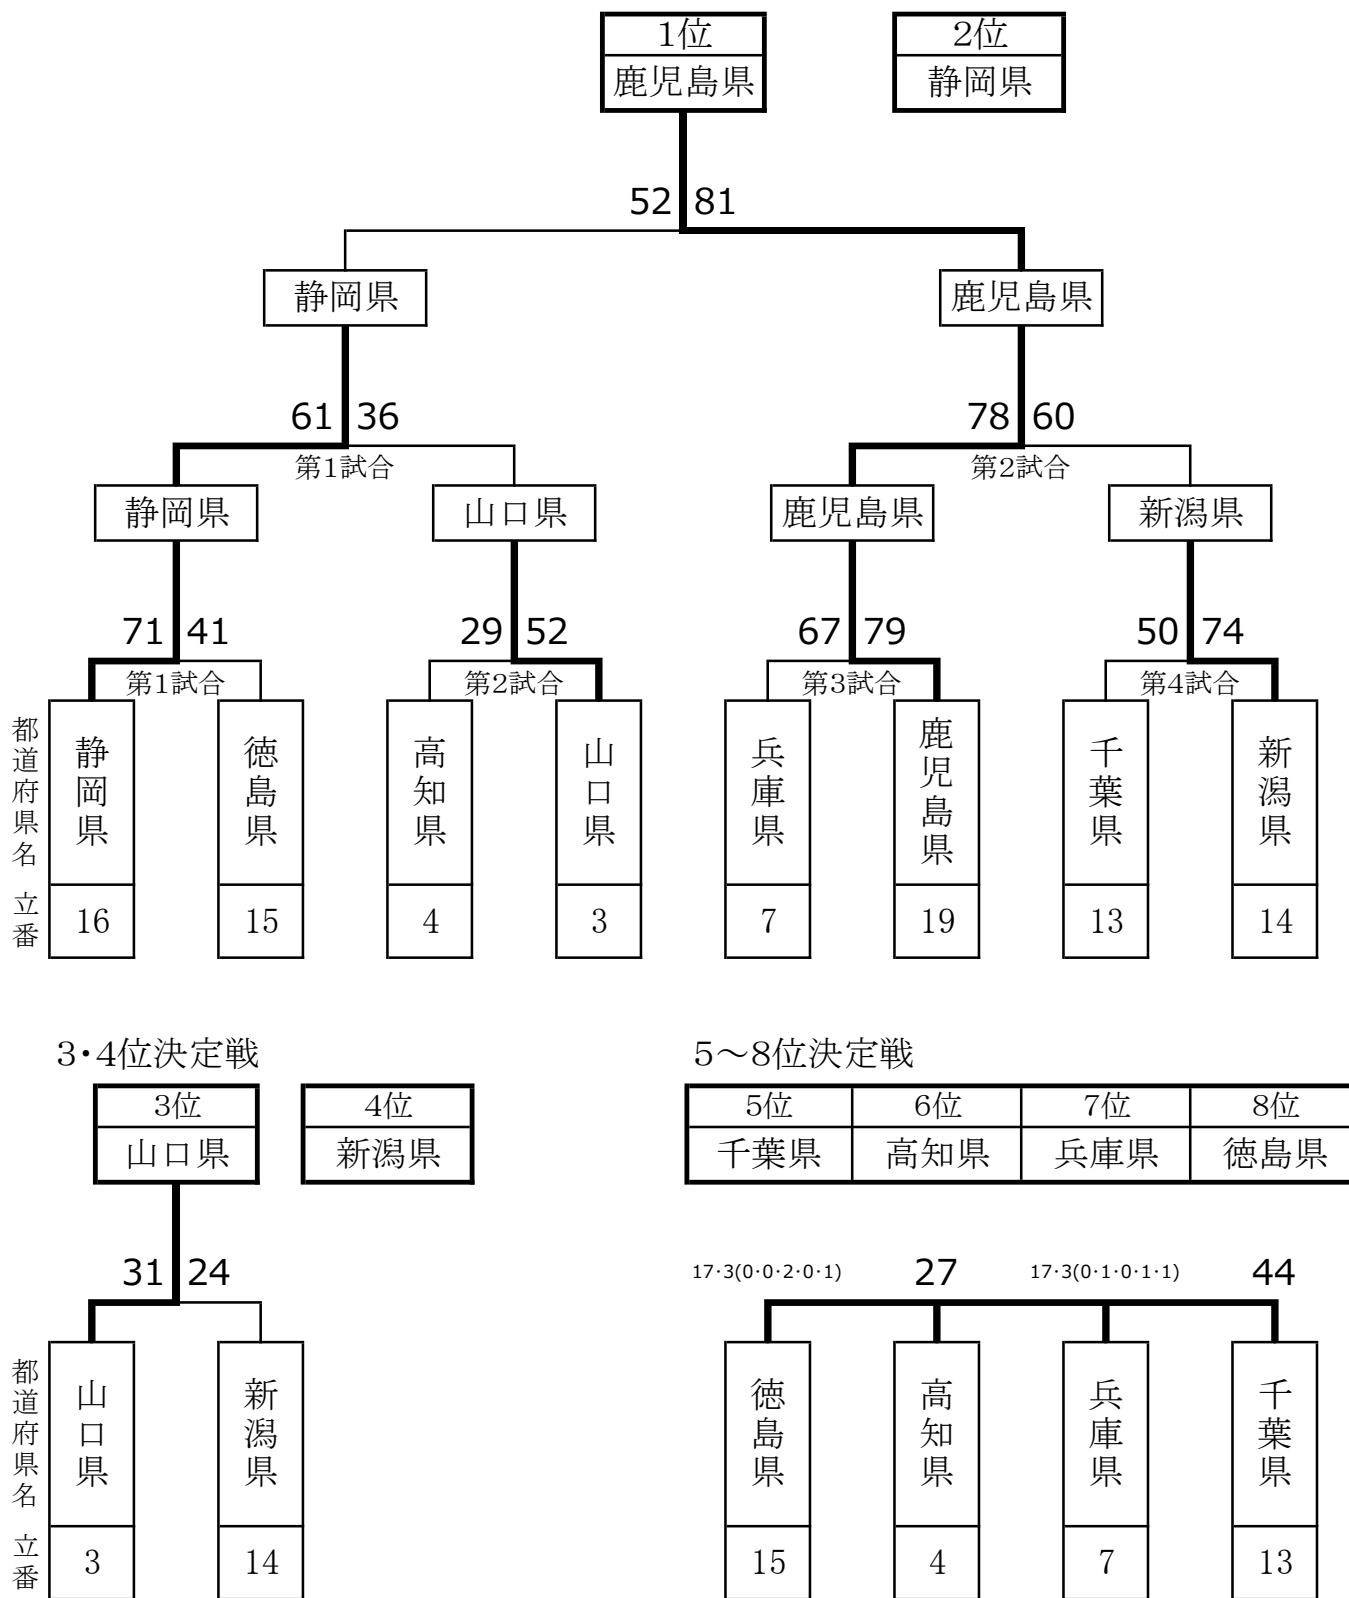 1位 2位
鹿児島県 静岡県
52 81
静岡県 鹿児島県
61 36 78 60
第1試合 第2試合
静岡県 山口県 鹿児島県 新潟県
71 41 29 52 67 79 50 74
第1試合 第2試合 第3試合 第4試合
都道府県名 静岡県 徳島県 高知県 山口県 兵庫県 鹿児島県 千葉県 新潟県
立番 16 15 4 3 7 19 13 14
3・4位決定戦
3位 4位
山口県 新潟県
31 24
都道府県名 山口県 新潟県
立番 3 14
5～8位決定戦
5位 6位 7位 8位
千葉県 高知県 兵庫県 徳島県
17・3(0・0・2・0・1) 27 17・3(0・1・0・1・1) 44
徳島県 高知県 兵庫県 千葉県
15 4 7 13